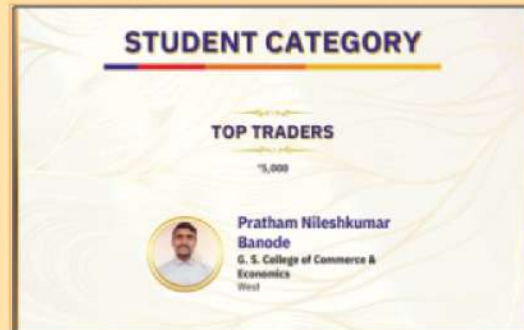 STUDENT CATEGORY
TOP TRADERS
₹5,000
Pratham Nileshkumar
Banode
G. S. College of Commerce &
Economics
West